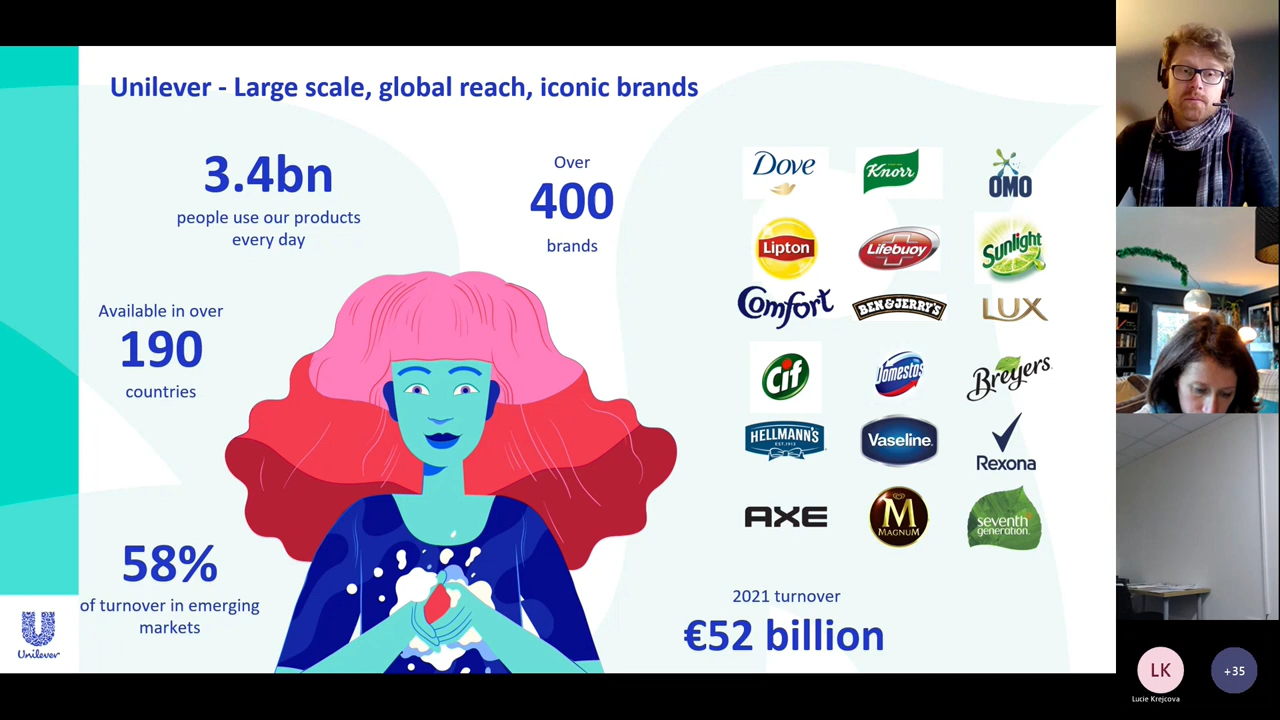 Unilever - Large scale, global reach, iconic brands
3.4bn
people use our products
every day
Over
400
brands
Available in over
190
countries
58%
of turnover in emerging
markets
Dove
Knorr
OMO
Lipton
Lifebuoy
Sunlight
Comfort
BEN & JERRY'S
LUX
Cif
Domestos
Breyers
HELLMANN'S
EST. 1913
Vaseline
Rexona
AXE
M
MAGNUM
seventh
generation
2021 turnover
€52 billion
Unilever
LK
+35
Lucie Krejcova